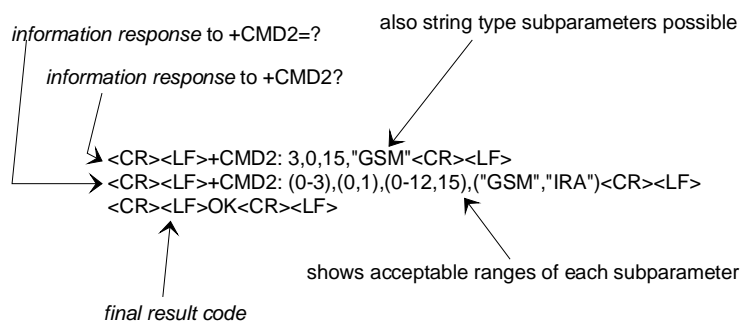 also string type subparameters possible
information response to +CMD2=?
information response to +CMD2?
<CR><LF>+CMD2: 3,0,15,"GSM"<CR><LF>
<CR><LF>+CMD2: (0-3),(0,1),(0-12,15),("GSM","IRA")<CR><LF>
<CR><LF>OK<CR><LF>
shows acceptable ranges of each subparameter
final result code